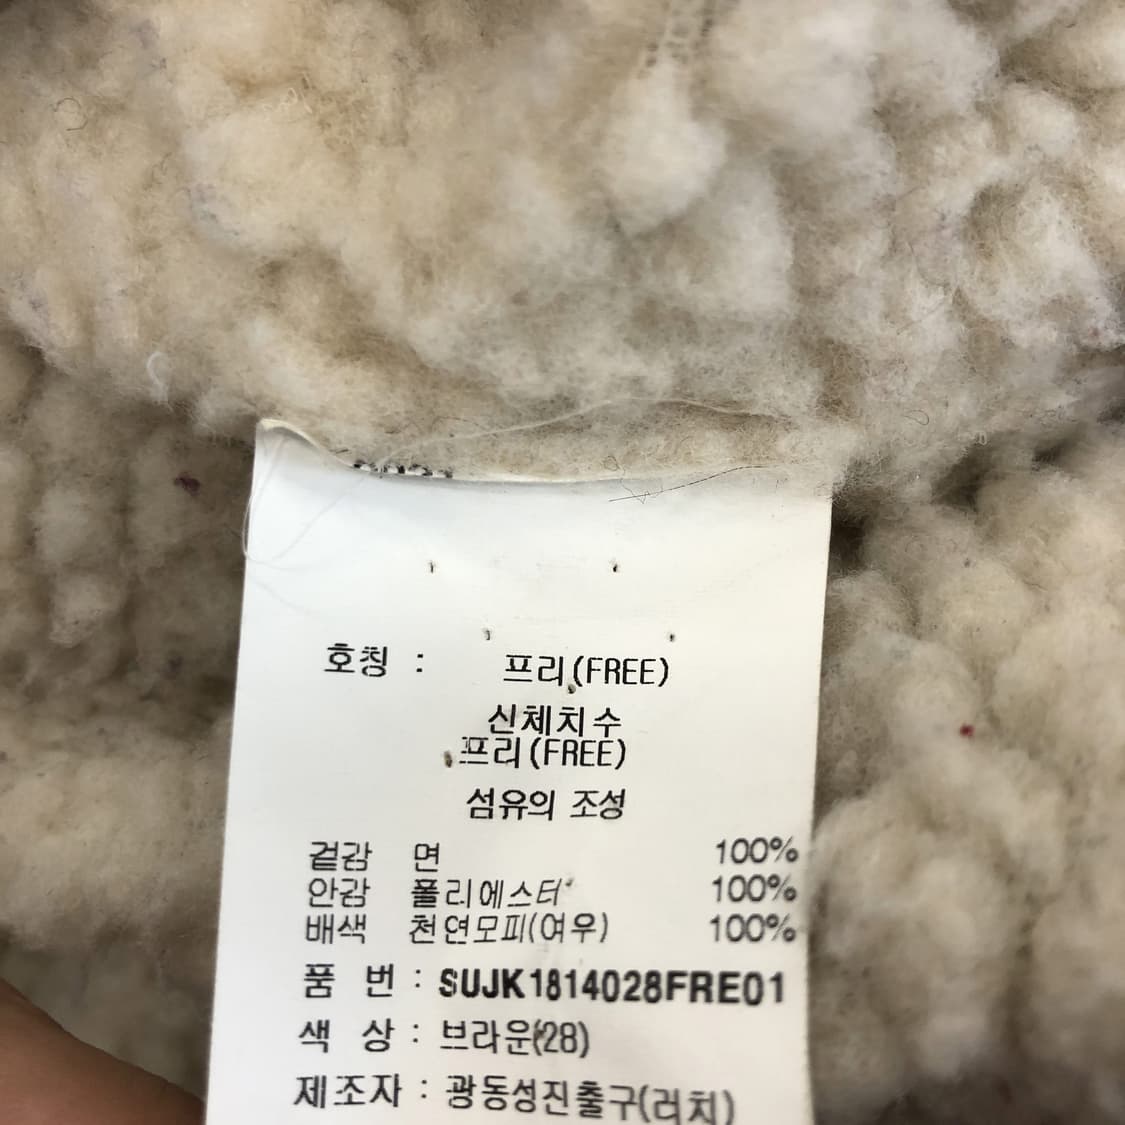 호칭 : 프리(FREE)
신체치수
프리(FREE)
섬유의 조성
겉감 면 100%
안감 폴리에스터 100%
배색 천연모피(여우) 100%
품 번 : SUJK1814028FRE01
색 상 : 브라운(28)
제조자 : 광동성진출구(러치)